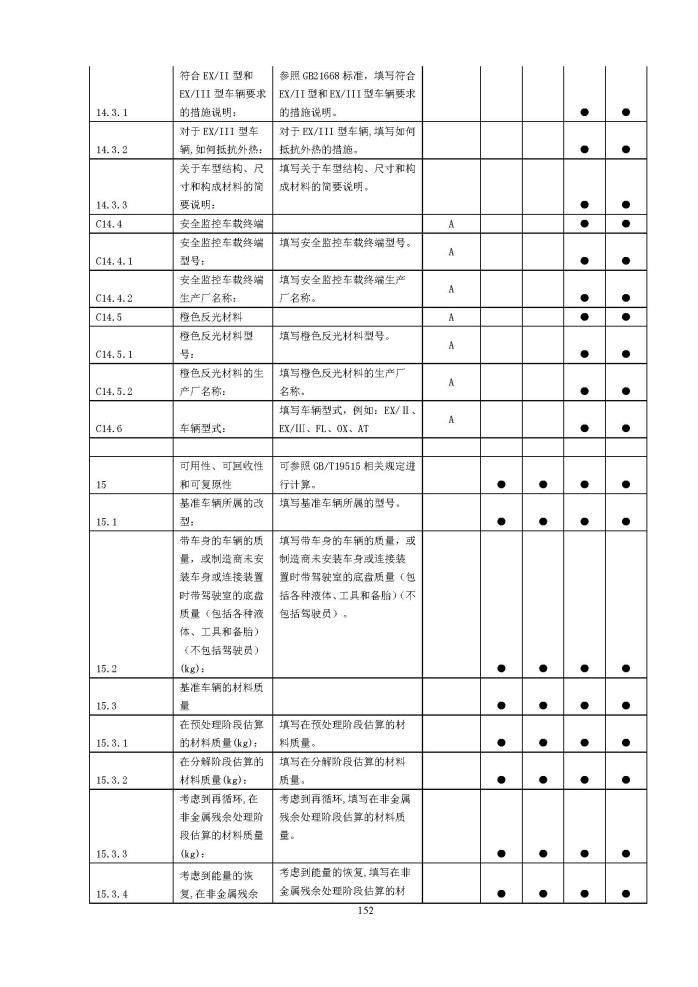 符合 EX/II 型和 参照 GB21668 标准，填写符合
EX/III 型车辆要求 EX/II 型和 EX/III 型车辆要求
14.3.1 的措施说明： 的措施说明。 ● ●
对于 EX/III 型车 对于 EX/III 型车辆,填写如何
14.3.2 辆,如何抵抗外热： 抵抗外热的措施。 ● ●
关于车型结构、尺 填写关于车型结构、尺寸和构
寸和构成材料的简 成材料的简要说明。
14.3.3 要说明： ● ●
C14.4 安全监控车载终端 A ● ●
安全监控车载终端 填写安全监控车载终端型号。
C14.4.1 型号： A ● ●
安全监控车载终端 填写安全监控车载终端生产
C14.4.2 生产厂名称： 厂名称。 A ● ●
C14.5 橙色反光材料 A ● ●
橙色反光材料型 填写橙色反光材料型号。
C14.5.1 号： A ● ●
橙色反光材料的生 填写橙色反光材料的生产厂
C14.5.2 产厂名称： 名称。 A ● ●
填写车辆型式，例如：EX/Ⅱ、
C14.6 车辆型式： EX/Ⅲ、FL、OX、AT A ● ●
可用性、可回收性 可参照 GB/T19515 相关规定进
15 和可复原性 行计算。 ● ● ● ●
基准车辆所属的改 填写基准车辆所属的型号。
15.1 型： ● ● ● ●
带车身的车辆的质 填写带车身的车辆的质量，或
量，或制造商未安 制造商未安装车身或连接装
装车身或连接装置 置时带驾驶室的底盘质量（包
时带驾驶室的底盘 括各种液体、工具和备胎）（不
质量（包括各种液 包括驾驶员）。
体、工具和备胎）
（不包括驾驶员）
15.2 (kg)： ● ● ● ●
基准车辆的材料质
15.3 量 ● ● ● ●
在预处理阶段估算 填写在预处理阶段估算的材
15.3.1 的材料质量(kg)： 料质量。 ● ● ● ●
在分解阶段估算的 填写在分解阶段估算的材料
15.3.2 材料质量(kg)： 质量。 ● ● ● ●
考虑到再循环,在 考虑到再循环,填写在非金属
非金属残余处理阶 残余处理阶段估算的材料质
段估算的材料质量 量。
15.3.3 (kg)： ● ● ● ●
考虑到能量的恢 考虑到能量的恢复,填写在非
15.3.4 复,在非金属残余 金属残余处理阶段估算的材 ● ● ● ●
152